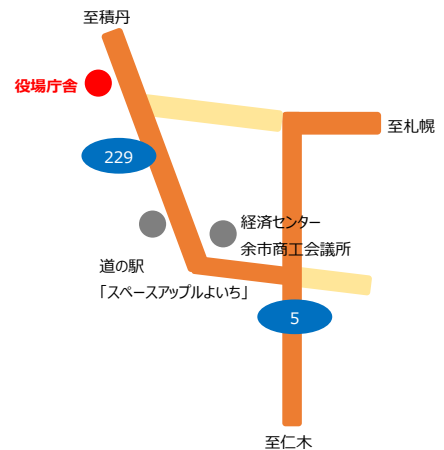 至積丹
役場庁舎
至札幌
229
経済センター
余市商工会議所
道の駅
「スペースアップルよいち」
5
至仁木